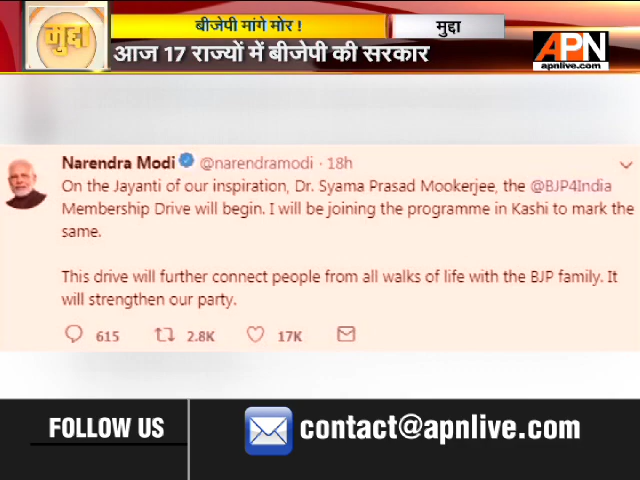 बीजेपी मांगे मोर !
मुद्दा
मुद्दा
आज 17 राज्यों में बीजेपी की सरकार
APN
apnlive.com
Narendra Modi @narendramodi · 18h
On the Jayanti of our inspiration, Dr. Syama Prasad Mookerjee, the @BJP4India
Membership Drive will begin. I will be joining the programme in Kashi to mark the
same.
This drive will further connect people from all walks of life with the BJP family. It
will strengthen our party.
615 2.8K 17K
FOLLOW US
contact@apnlive.com